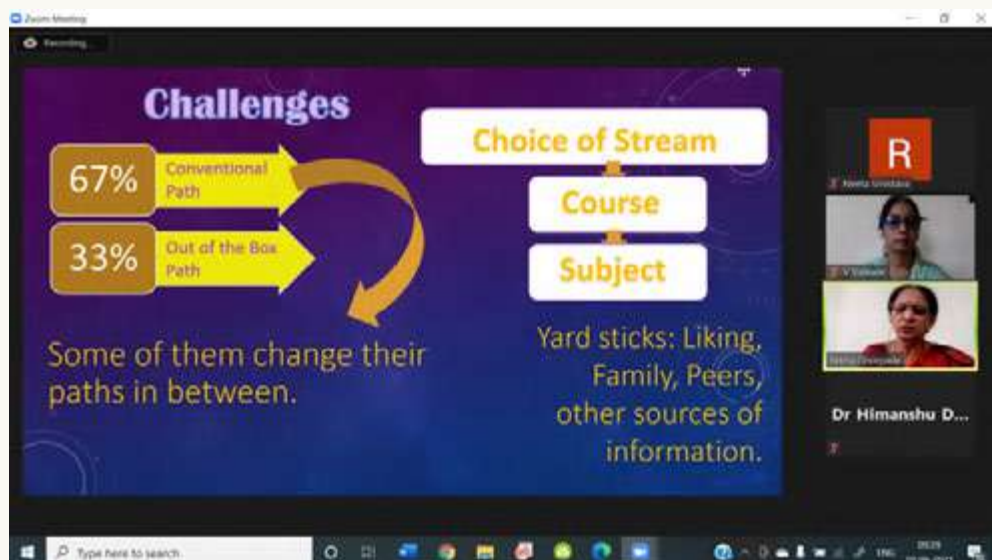 Zoom Meeting
Recording...
Challenges
67%
Conventional
Path
33%
Out of the Box
Path
Some of them change their
paths in between.
Choice of Stream
Course
Subject
Yard sticks: Liking,
Family, Peers,
other sources of
information.
R
Dr Himanshu D...
Type here to search
ENG